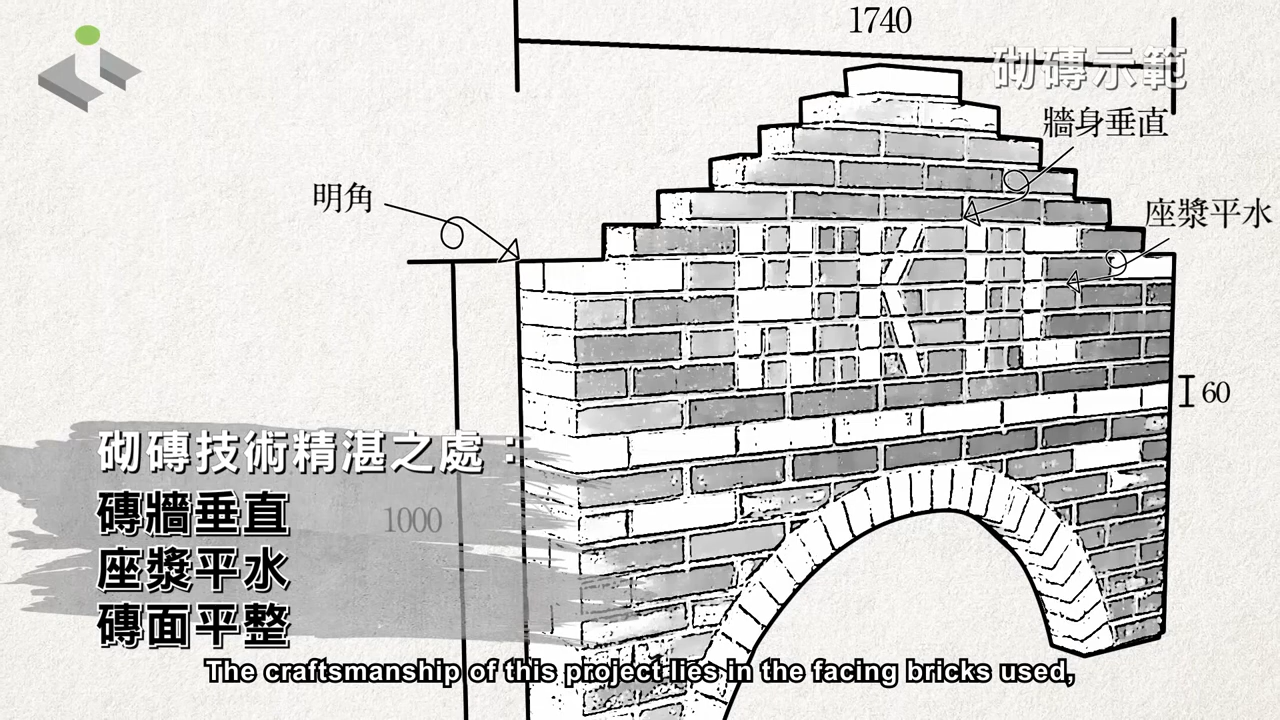 1740
砌磚示範
牆身垂直
明角
座漿平水
60
砌磚技術精湛之處：
磚牆垂直
1000
座漿平水
磚面平整
The craftsmanship of this project lies in the facing bricks used,